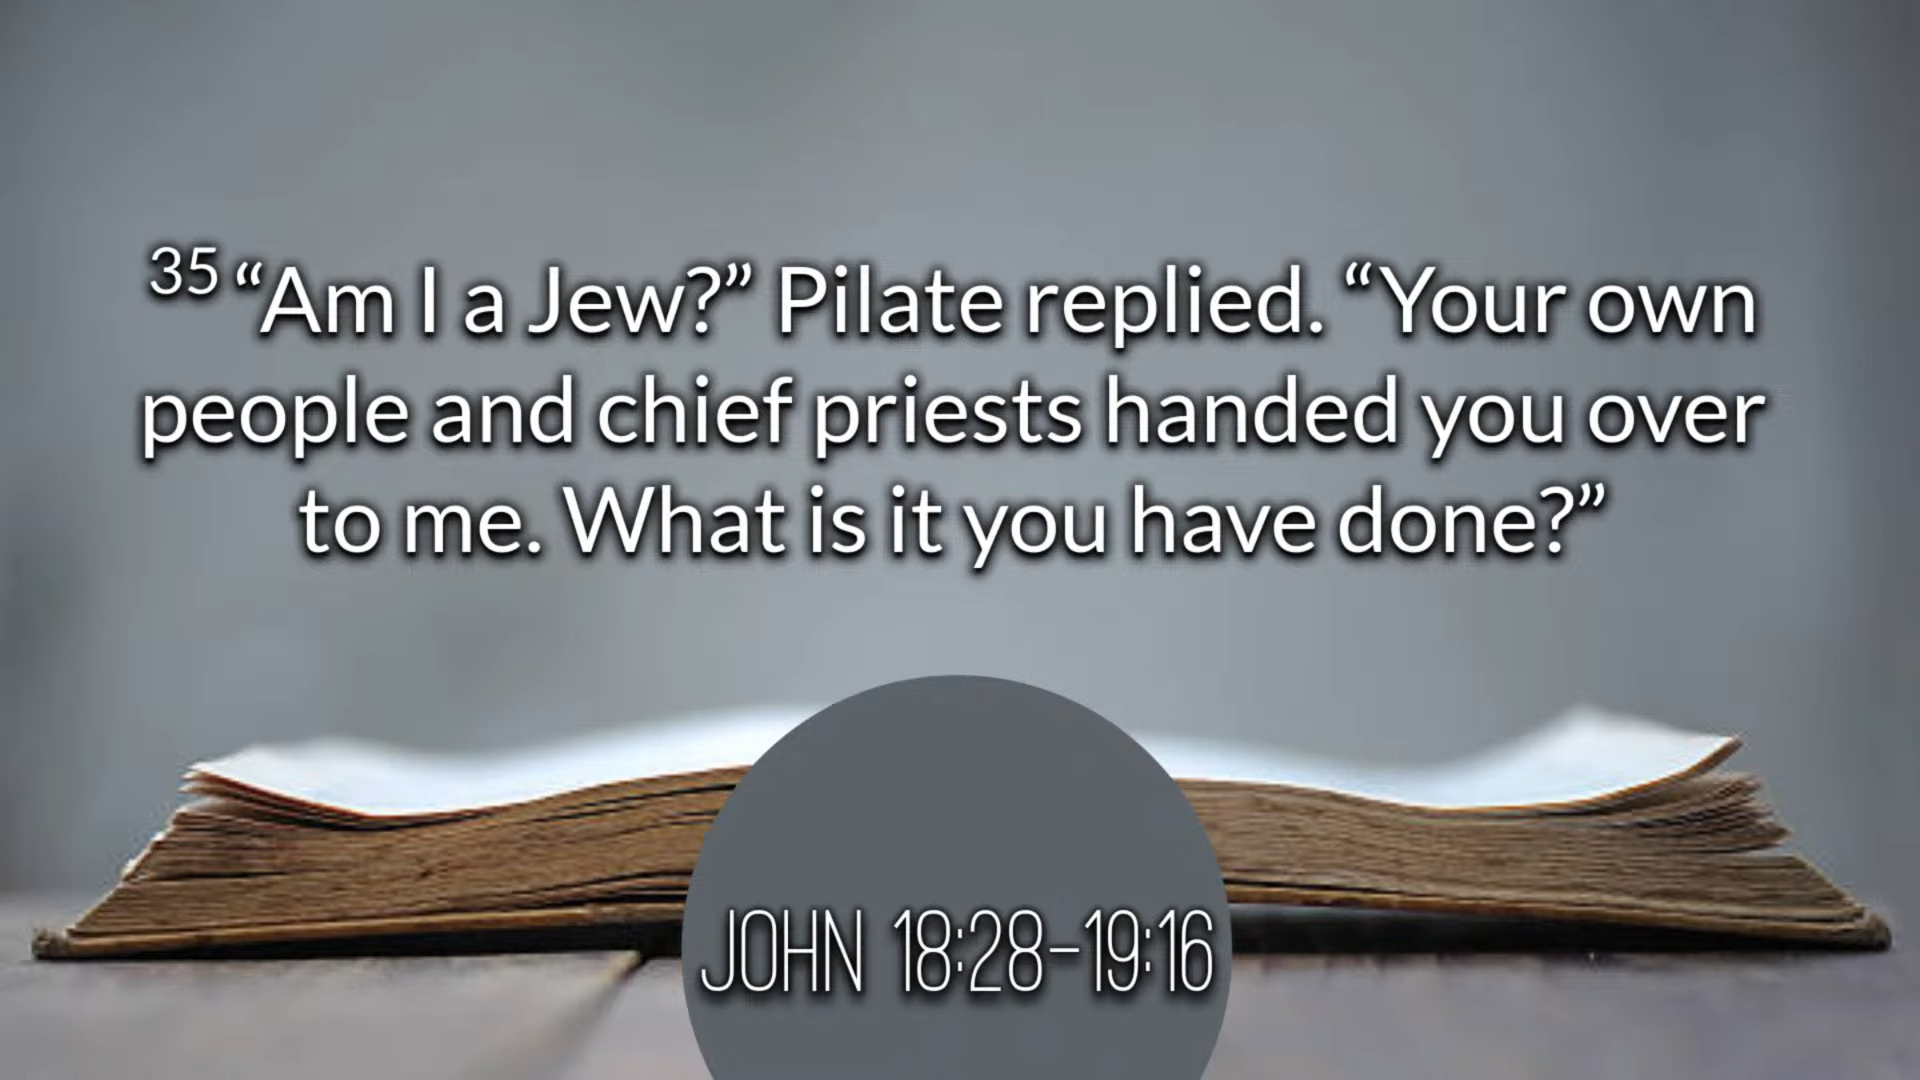 35 “Am I a Jew?” Pilate replied. “Your own
people and chief priests handed you over
to me. What is it you have done?”
JOHN 18:28-19:16